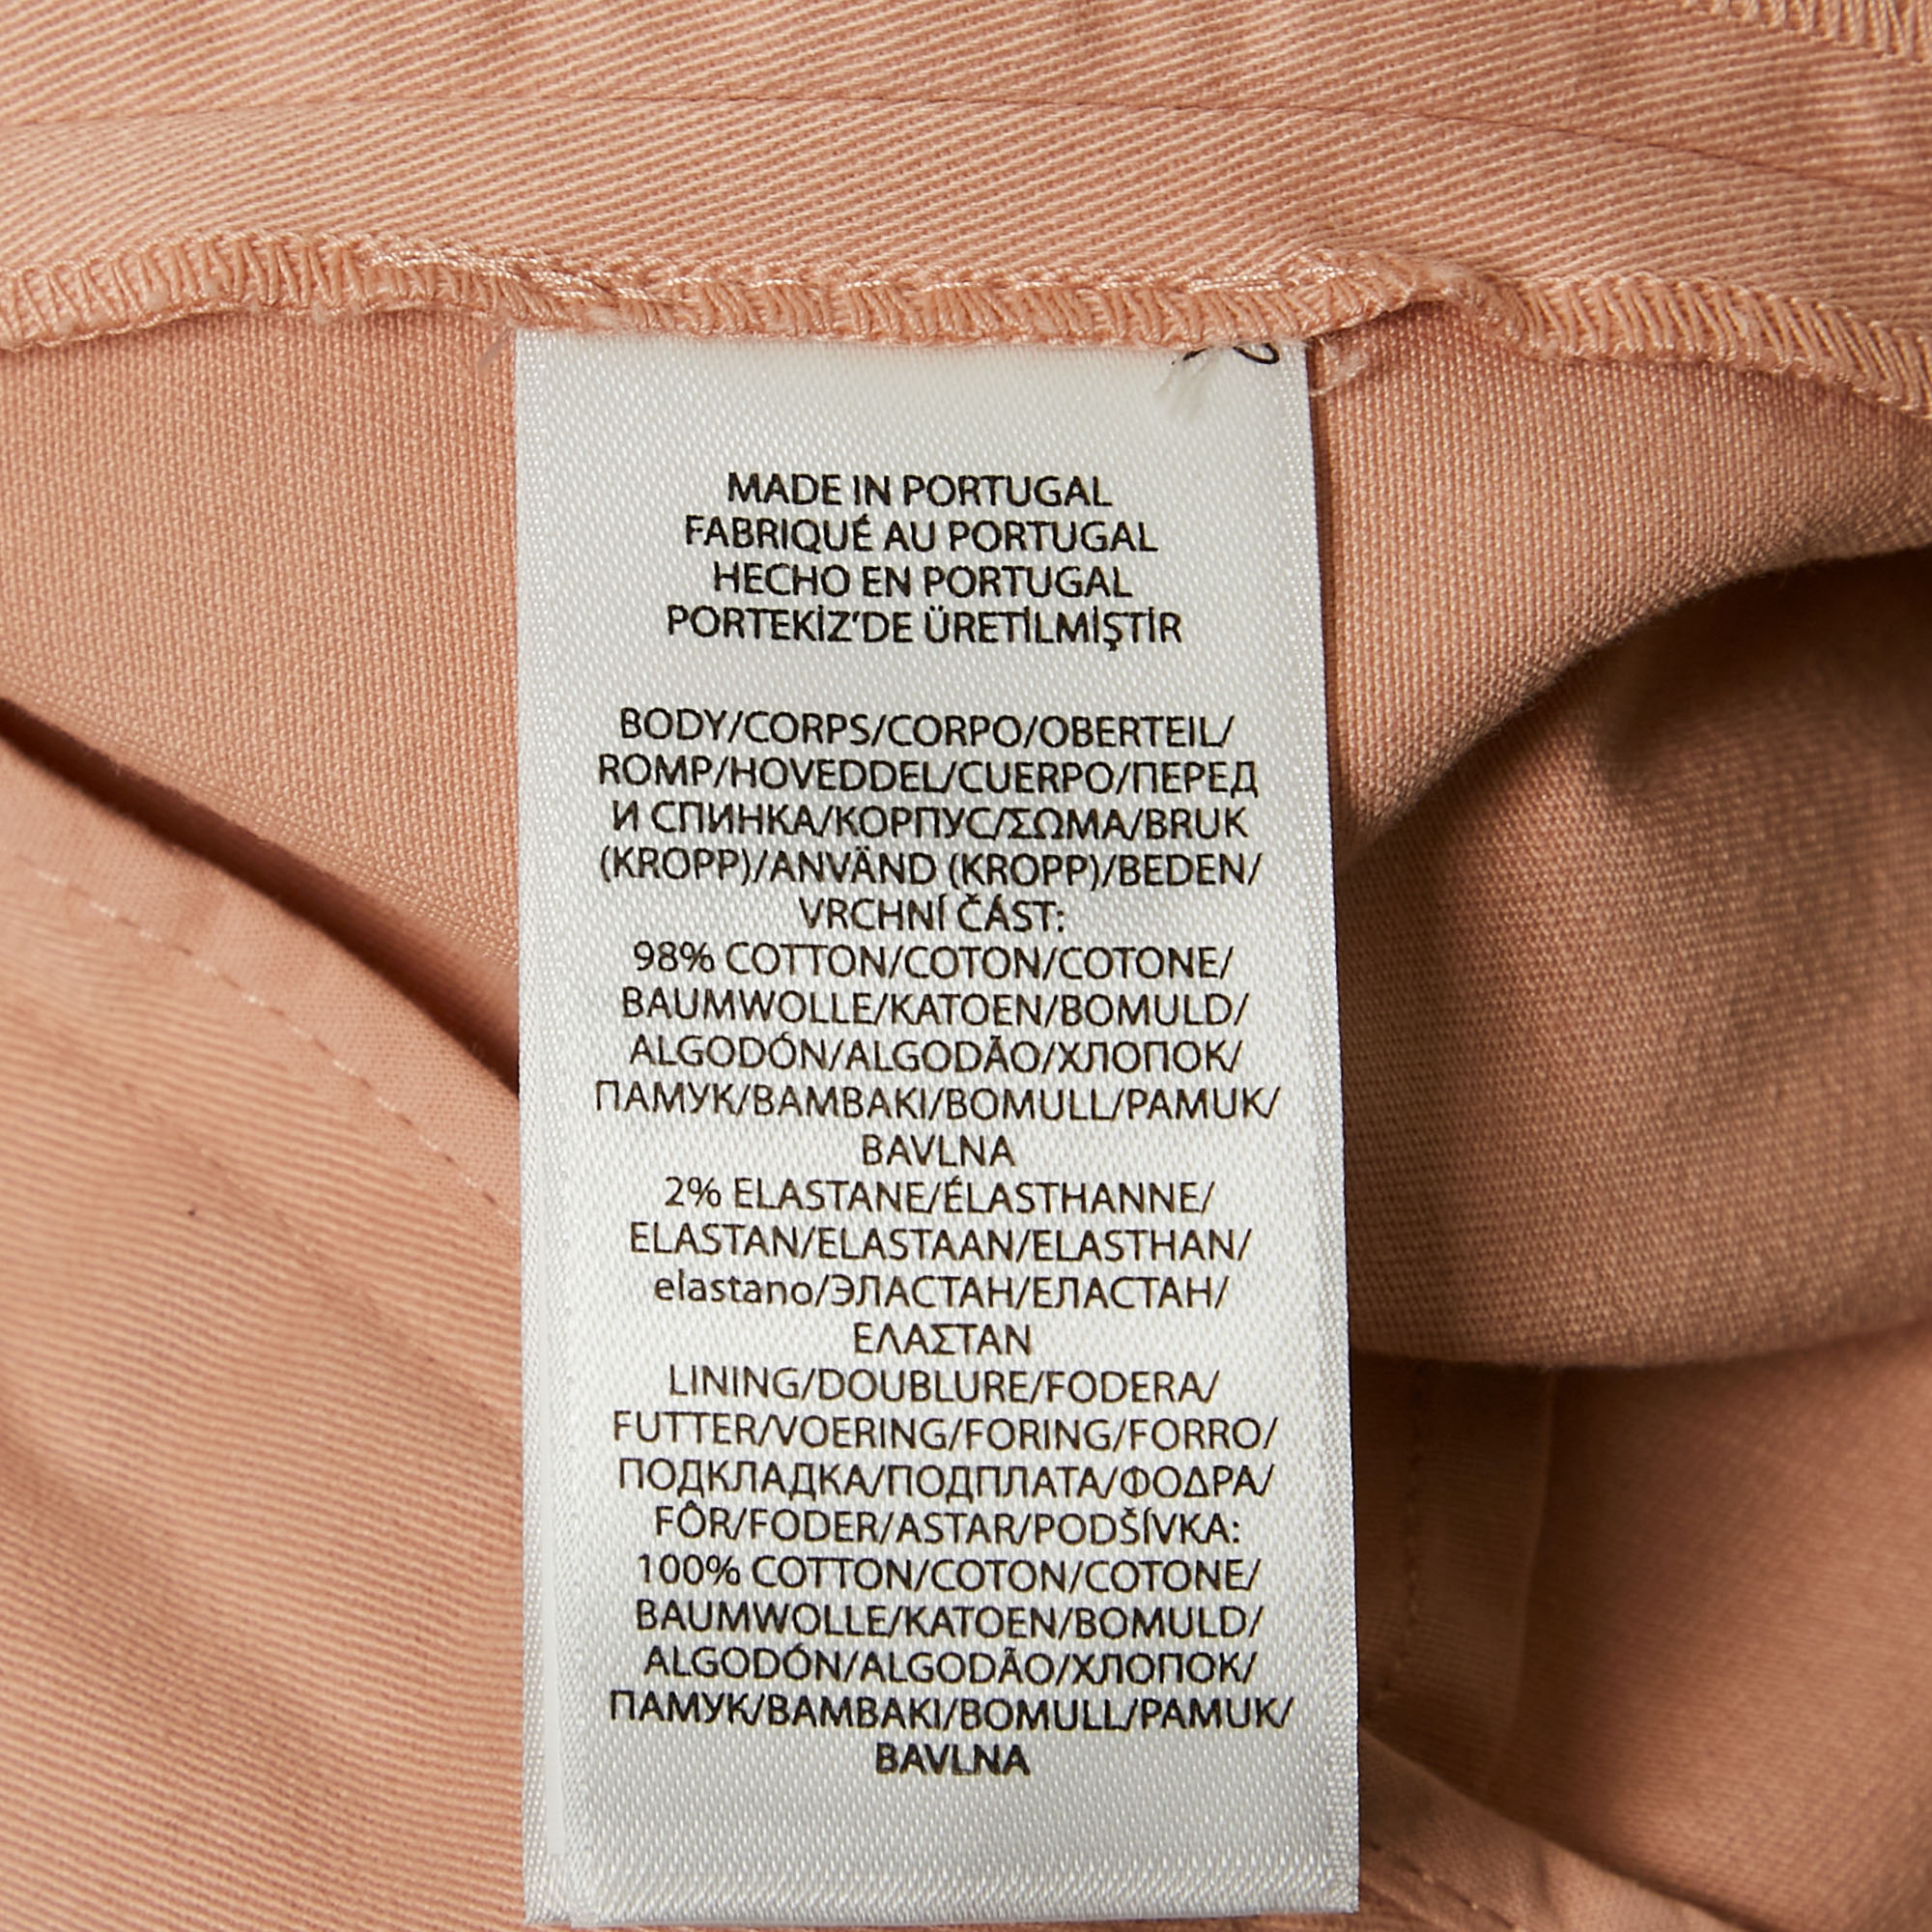 MADE IN PORTUGAL
FABRIQUÉ AU PORTUGAL
HECHO EN PORTUGAL
PORTEKİZ'DE ÜRETİLMİŞTİR
BODY/CORPS/CORPO/OBERTEIL/
ROMP/HOVEDDEL/CUERPO/ПЕРЕД
И СПИНКА/КОРПУС/ΣΩΜΑ/BRUK
(KROPP)/ANVÄND (KROPP)/BEDEN/
VRCHNÍ ČÁST:
98% COTTON/COTON/COTONE/
BAUMWOLLE/KATOEN/BOMULD/
ALGODÓN/ALGODÃO/ХЛОПОК/
ПАМУК/ΒΑΜΒΑΚΙ/BOMULL/PAMUK/
BAVLNA
2% ELASTANE/ÉLASTHANNE/
ELASTAN/ELASTAAN/ELASTHAN/
elastano/ЭЛАСТАН/ЕЛАСТАН/
ΕΛΑΣΤΑΝ
LINING/DOUBLURE/FODERA/
FUTTER/VOERING/FORING/FORRO/
ПОДКЛАДКА/ПОДПЛАТА/ΦΟΔΡΑ/
FÔR/FODER/ASTAR/PODŠÍVKA:
100% COTTON/COTON/COTONE/
BAUMWOLLE/KATOEN/BOMULD/
ALGODÓN/ALGODÃO/ХЛОПОК/
ПАМУК/ΒΑΜΒΑΚΙ/BOMULL/PAMUK/
BAVLNA